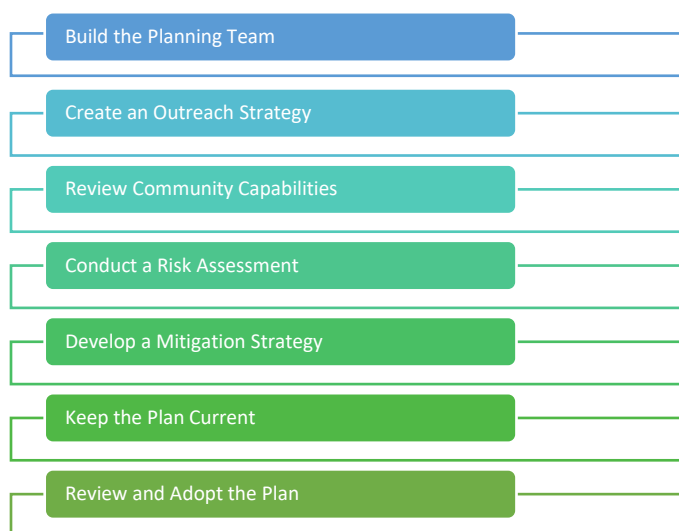 Build the Planning Team
Create an Outreach Strategy
Review Community Capabilities
Conduct a Risk Assessment
Develop a Mitigation Strategy
Keep the Plan Current
Review and Adopt the Plan